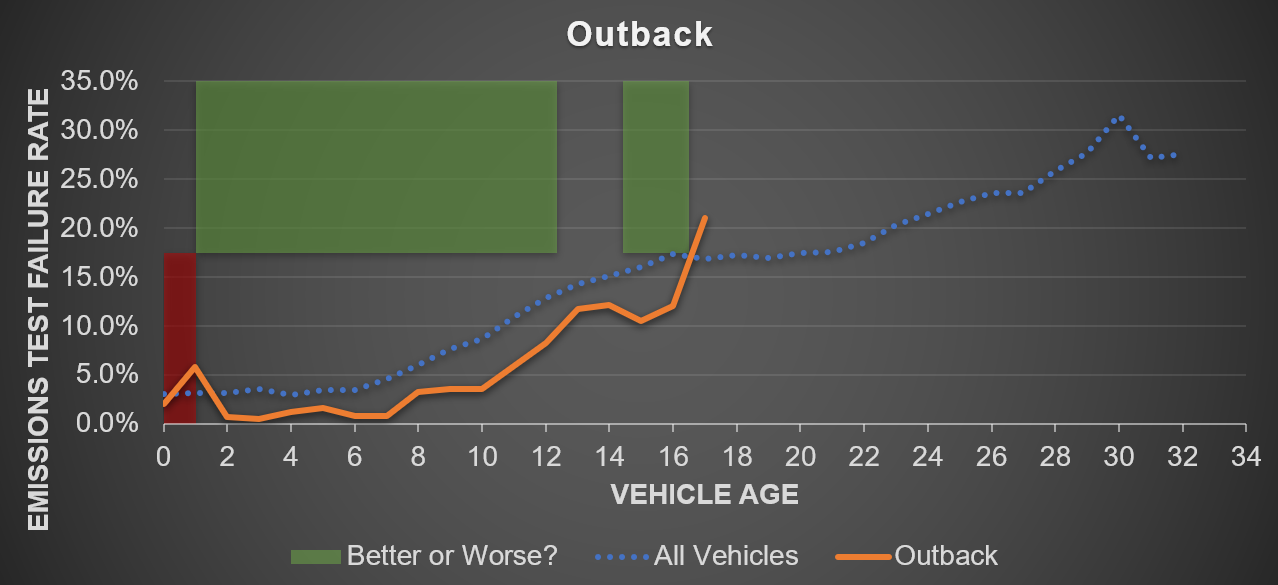 Outback
EMISSIONS TEST FAILURE RATE
35.0%
30.0%
25.0%
20.0%
15.0%
10.0%
5.0%
0.0%
0 2 4 6 8 10 12 14 16 18 20 22 24 26 28 30 32 34
VEHICLE AGE
Better or Worse? All Vehicles Outback